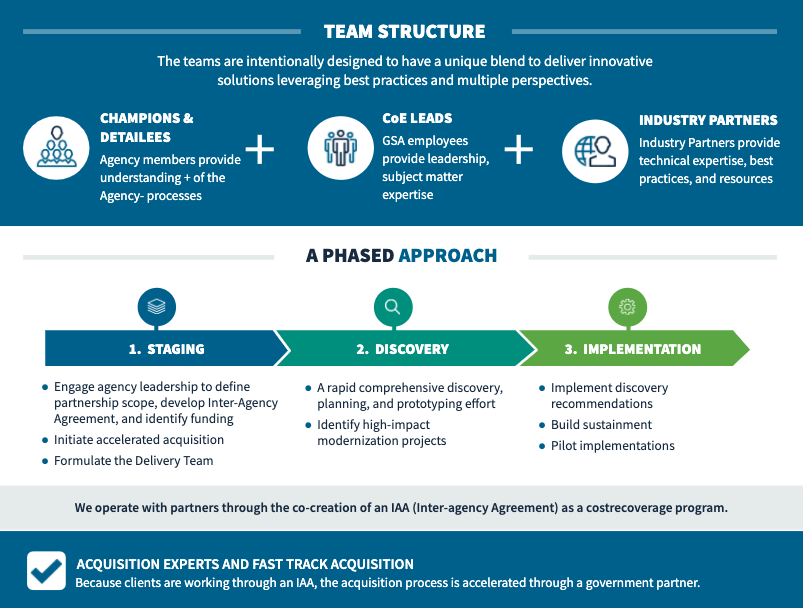 TEAM STRUCTURE
The teams are intentionally designed to have a unique blend to deliver innovative
solutions leveraging best practices and multiple perspectives.
CHAMPIONS &
DETAILEES
Agency members provide
understanding + of the
Agency- processes
+
CoE LEADS
GSA employees
provide leadership,
subject matter
expertise
+
INDUSTRY PARTNERS
Industry Partners provide
technical expertise, best
practices, and resources
A PHASED APPROACH
1. STAGING
2. DISCOVERY
3. IMPLEMENTATION
• Engage agency leadership to define
partnership scope, develop Inter-Agency
Agreement, and identify funding
• Initiate accelerated acquisition
• Formulate the Delivery Team
• A rapid comprehensive discovery,
planning, and prototyping effort
• Identify high-impact
modernization projects
• Implement discovery
recommendations
• Build sustainment
• Pilot implementations
We operate with partners through the co-creation of an IAA (Inter-agency Agreement) as a costrecoverage program.
ACQUISITION EXPERTS AND FAST TRACK ACQUISITION
Because clients are working through an IAA, the acquisition process is accelerated through a government partner.